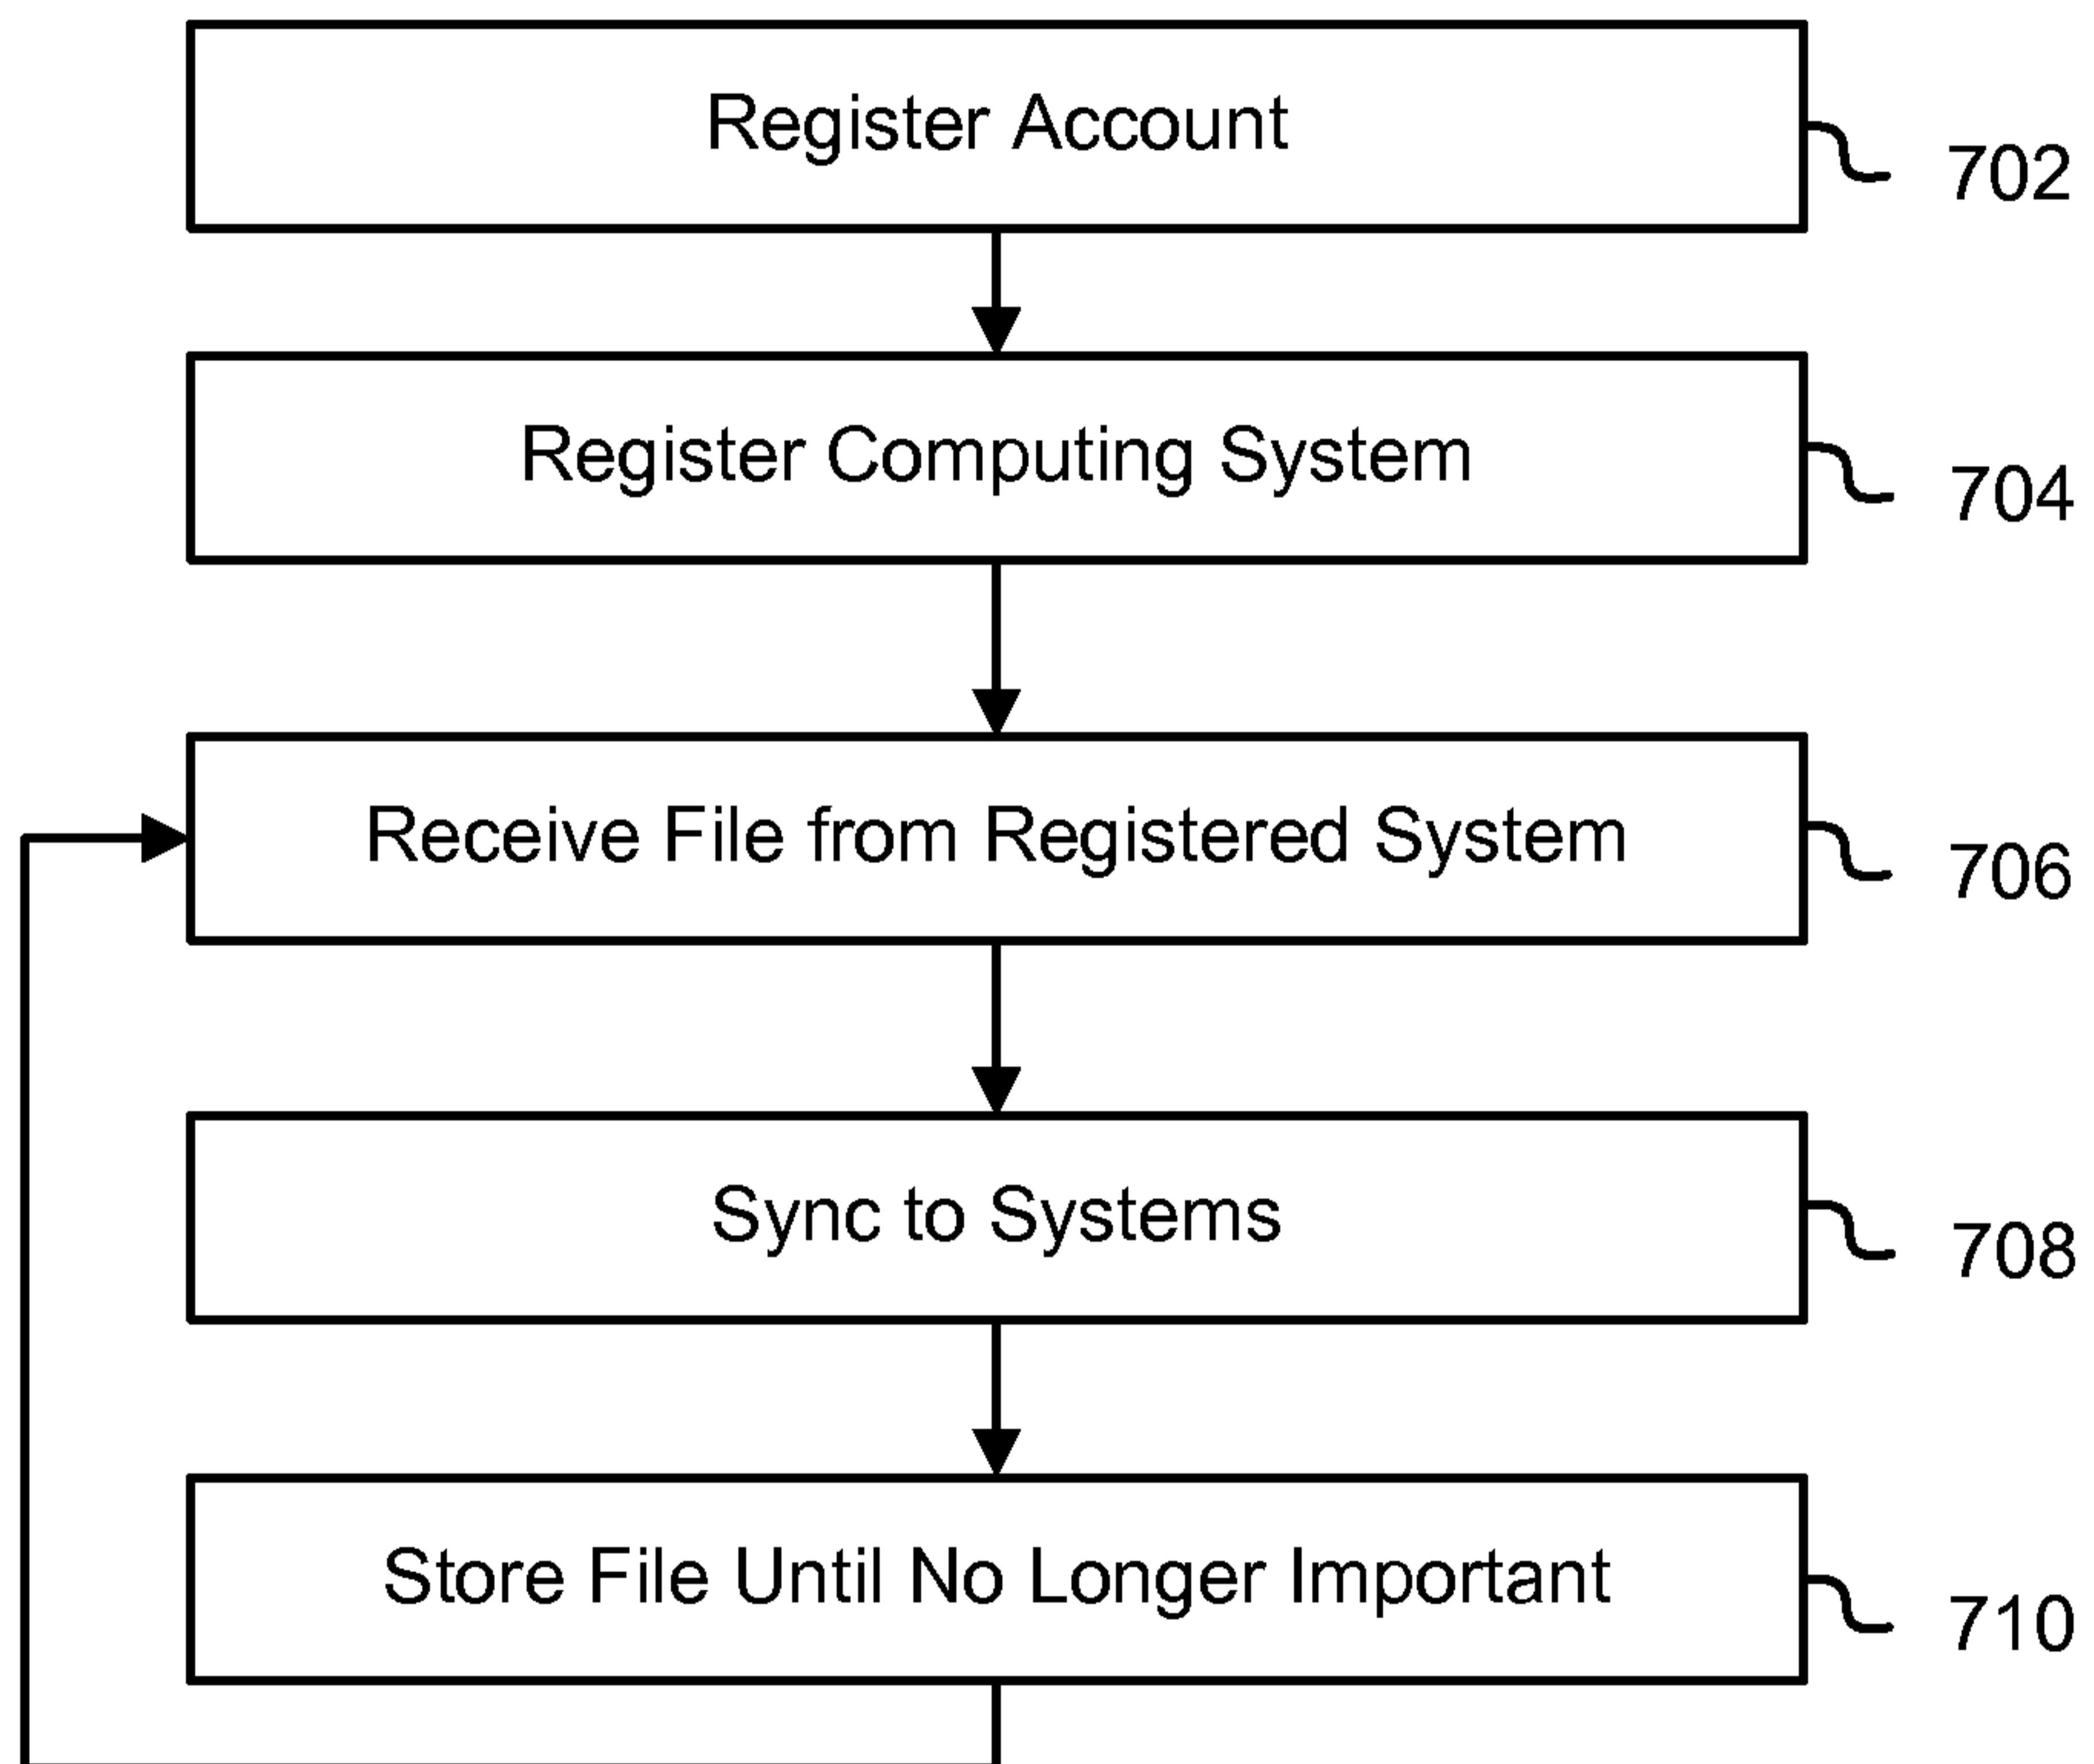 Register Account
702
Register Computing System
704
Receive File from Registered System
706
Sync to Systems
708
Store File Until No Longer Important
710